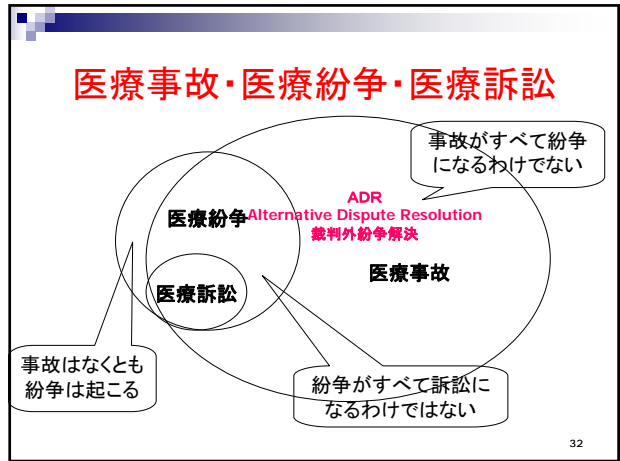 医療事故・医療紛争・医療訴訟
事故がすべて紛争
になるわけでない
ADR
Alternative Dispute Resolution
裁判外紛争解決
医療紛争
医療事故
医療訴訟
事故はなくとも
紛争は起こる
紛争がすべて訴訟に
なるわけではない
32